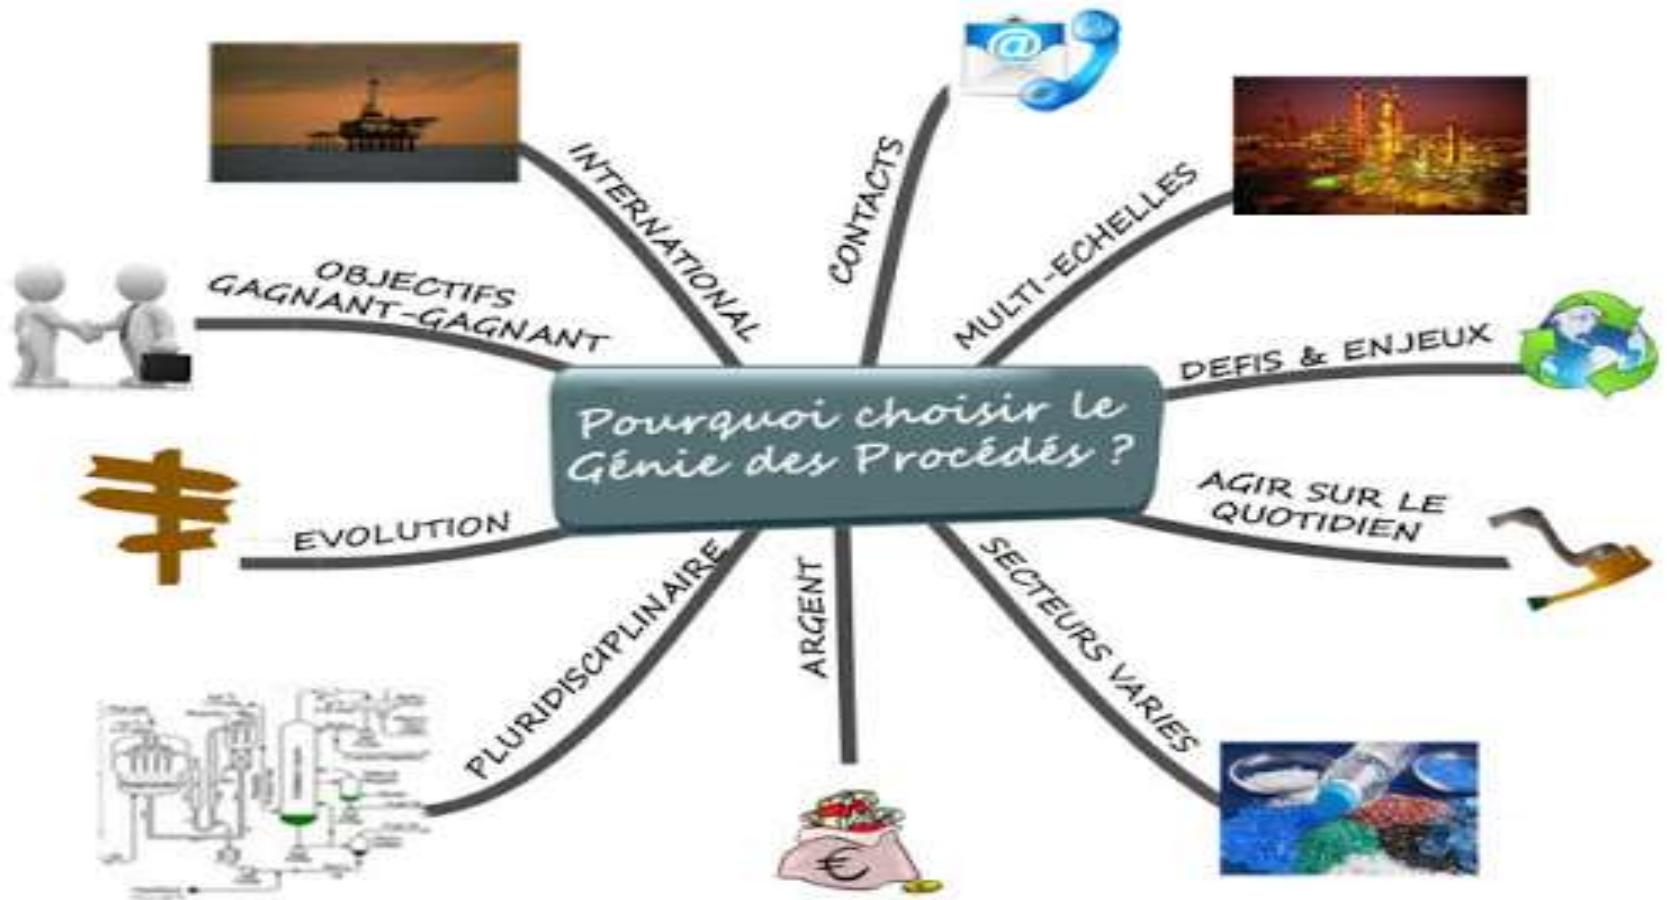 Pourquoi choisir le
Génie des Procédés ?
CONTACTS
MULTI-ECHELLES
DEFIS & ENJEUX
AGIR SUR LE
QUOTIDIEN
SECTEURS VARIES
ARGENT
PLURIDISCIPLINAIRE
EVOLUTION
OBJECTIFS
GAGNANT-GAGNANT
INTERNATIONAL
@
€